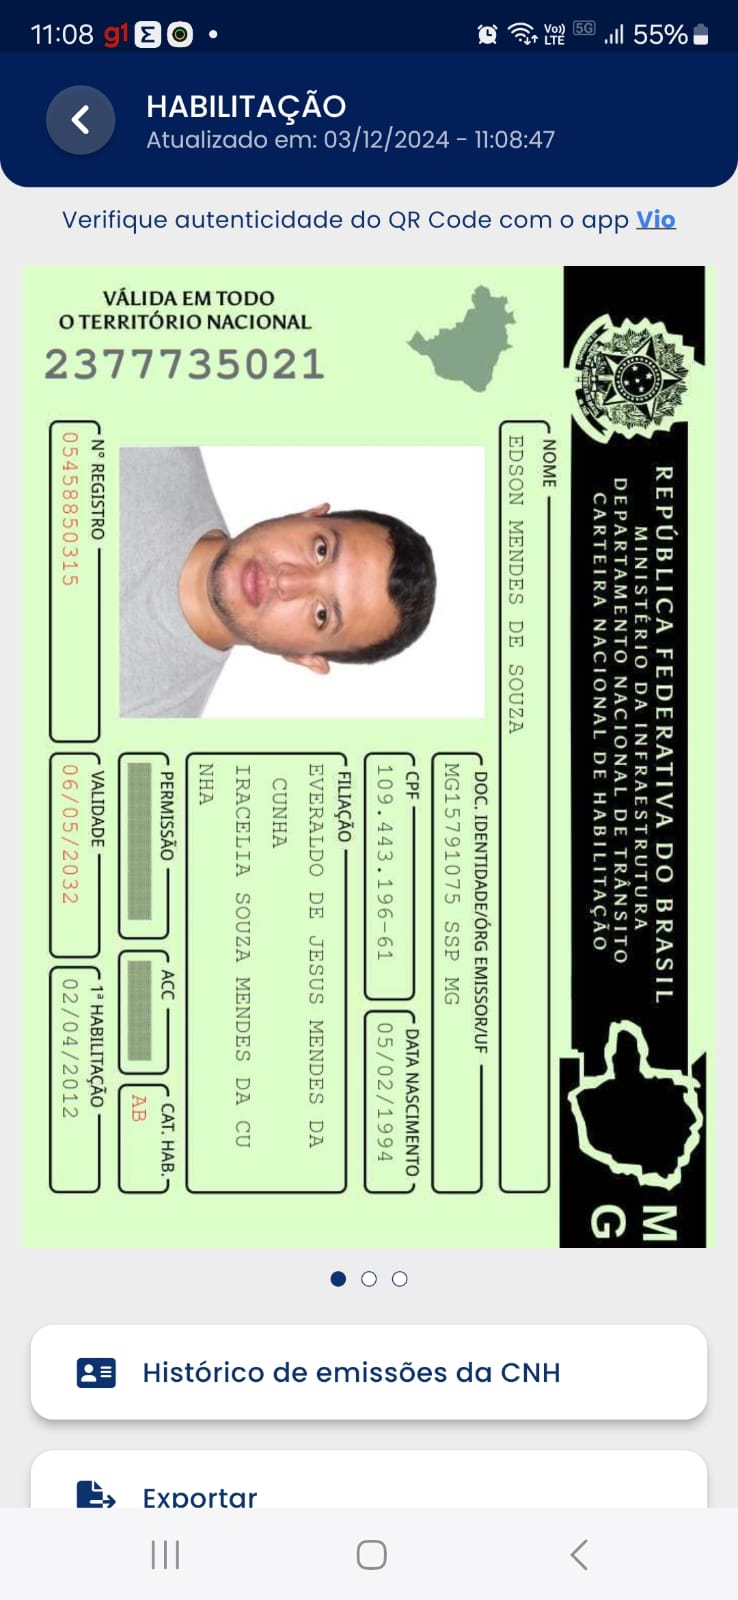 11:08 g1
Vo)) LTE 5G 55%
HABILITAÇÃO
Atualizado em: 03/12/2024 - 11:08:47
Verifique autenticidade do QR Code com o app Vio
VÁLIDA EM TODO
O TERRITÓRIO NACIONAL
2377735021
REPÚBLICA FEDERATIVA DO BRASIL
MINISTÉRIO DA INFRAESTRUTURA
DEPARTAMENTO NACIONAL DE TRÂNSITO
CARTEIRA NACIONAL DE HABILITAÇÃO
MG
NOME
EDSON MENDES DE SOUZA
DOC. IDENTIDADE/ÓRG EMISSOR/UF
MG15791075 SSP MG
CPF
109.443.196-61
DATA NASCIMENTO
05/02/1994
FILIAÇÃO
EVERALDO DE JESUS MENDES DA
CUNHA
IRACELIA SOUZA MENDES DA CU
NHA
PERMISSÃO
ACC
CAT. HAB.
AB
Nº REGISTRO
05458850315
VALIDADE
06/05/2032
1ª HABILITAÇÃO
02/04/2012
Histórico de emissões da CNH
Exportar